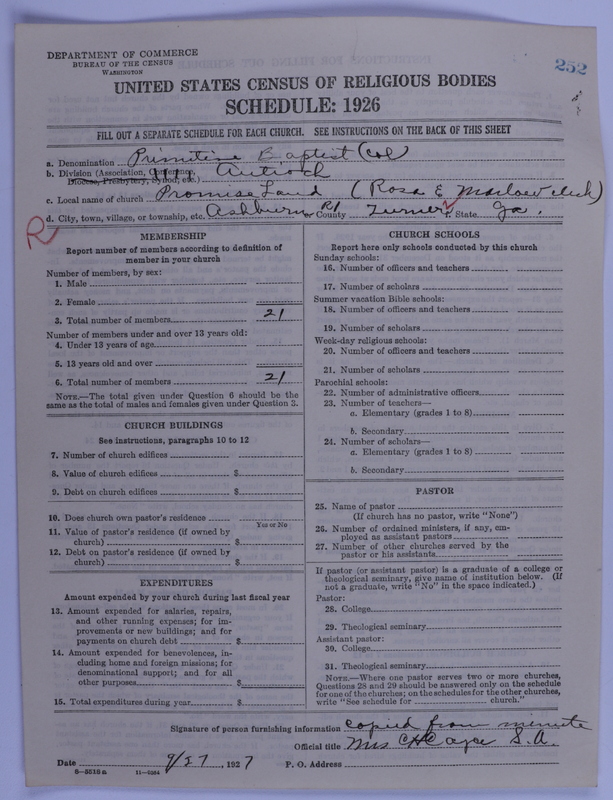 DEPARTMENT OF COMMERCE
BUREAU OF THE CENSUS
WASHINGTON
252
UNITED STATES CENSUS OF RELIGIOUS BODIES
SCHEDULE: 1926
FILL OUT A SEPARATE SCHEDULE FOR EACH CHURCH. SEE INSTRUCTIONS ON THE BACK OF THIS SHEET
a. Denomination Primitive Baptist (Col)
b. Division (Association, Conference, Diocese, Presbytery, Synod, etc.) Antioch
c. Local name of church Promise Land (Rosa E
d. City, town, village, or township, etc. Ashburn R1 or County Turner State Ga.
R
MEMBERSHIP
Report number of members according to definition of
member in your church
Number of members, by sex:
1. Male
2. Female
3. Total number of members 21
Number of members under and over 13 years old:
4. Under 13 years of age
5. 13 years old and over
6. Total number of members 21
NOTE.—The total given under Question 6 should be the
same as the total of males and females given under Question 3.
CHURCH BUILDINGS
See instructions, paragraphs 10 to 12
7. Number of church edifices
8. Value of church edifices $
9. Debt on church edifices $
10. Does church own pastor's residence
Yes or No
11. Value of pastor's residence (if owned by
church) $
12. Debt on pastor's residence (if owned by
church) $
EXPENDITURES
Amount expended by your church during last fiscal year
13. Amount expended for salaries, repairs,
and other running expenses; for im-
provements or new buildings; and for
payments on church debt $
14. Amount expended for benevolences, in-
cluding home and foreign missions; for
denominational support; and for all
other purposes $
15. Total expenditures during year $
CHURCH SCHOOLS
Report here only schools conducted by this church
Sunday schools:
16. Number of officers and teachers
17. Number of scholars
Summer vacation Bible schools:
18. Number of officers and teachers
19. Number of scholars
Week-day religious schools:
20. Number of officers and teachers
21. Number of scholars
Parochial schools:
22. Number of administrative officers
23. Number of teachers—
a. Elementary (grades 1 to 8)
b. Secondary
24. Number of scholars—
a. Elementary (grades 1 to 8)
b. Secondary
PASTOR
25. Name of pastor
(If church has no pastor, write "None")
26. Number of ordained ministers, if any, em-
ployed as assistant pastors
27. Number of other churches served by the
pastor or his assistants
If pastor (or assistant pastor) is a graduate of a college or
theological seminary, give name of institution below. (If
not a graduate, write "No" in the space indicated.)
Pastor:
28. College
29. Theological seminary
Assistant pastor:
30. College
31. Theological seminary
NOTE.—Where one pastor serves two or more churches,
Questions 28 and 29 should be answered only on the schedule
for one of the churches; on the schedules for the other churches,
write "See schedule for church."
Signature of person furnishing information copied from minute
Official title Mrs S.A.
Date 9/27, 1927 P. O. Address
8—5518a 11—5264